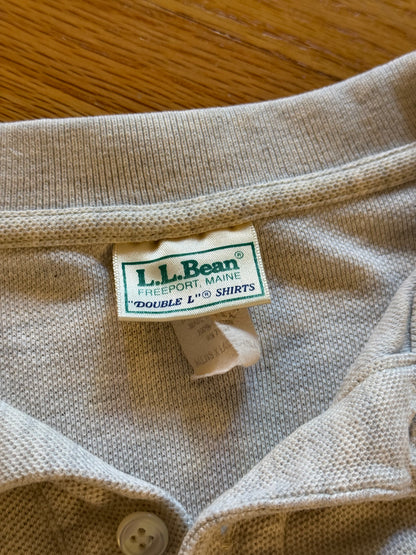 L.L.Bean®
FREEPORT, MAINE
"DOUBLE L"® SHIRTS